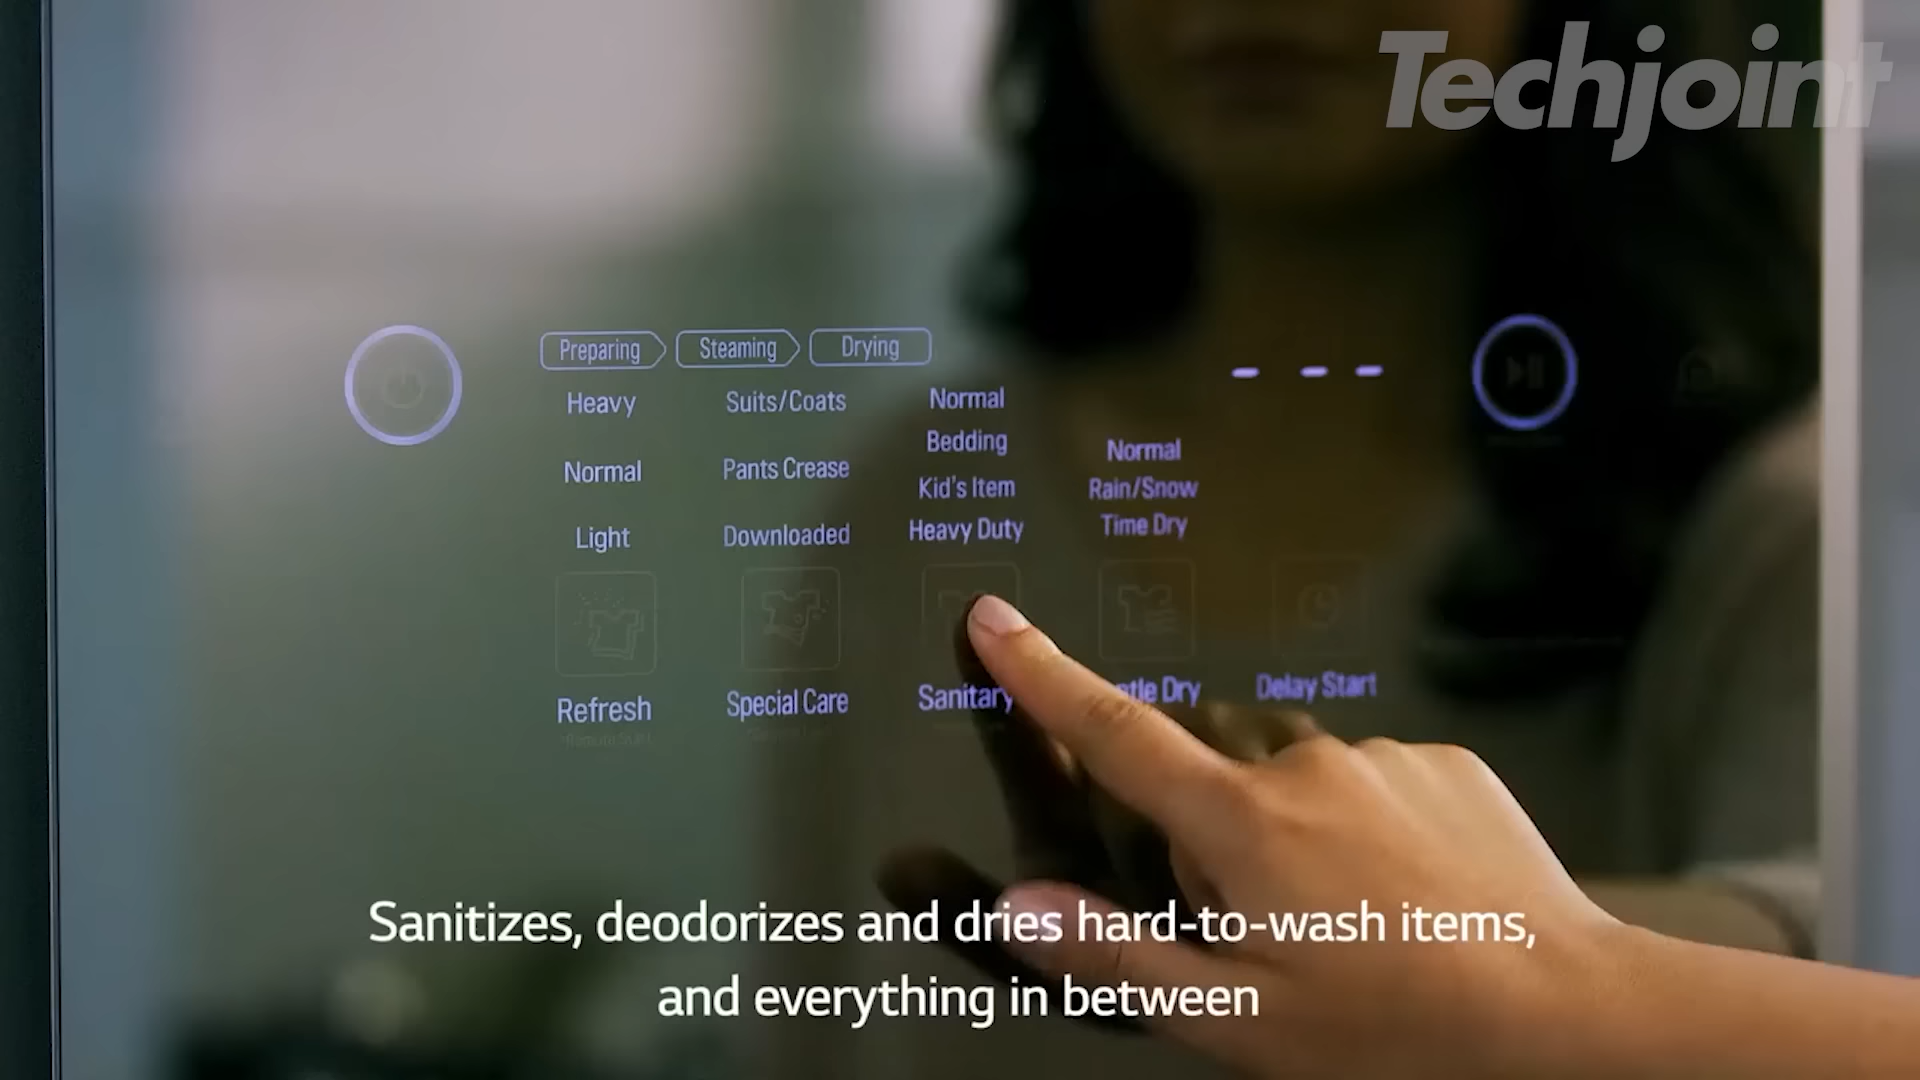 Techjoint
Preparing Steaming Drying
Heavy Suits/Coats Normal
Bedding Normal
Normal Pants Crease Kid's Item Rain/Snow
Light Downloaded Heavy Duty Time Dry
Refresh Special Care Sanitary Dry Delay Start
Sanitizes, deodorizes and dries hard-to-wash items,
and everything in between